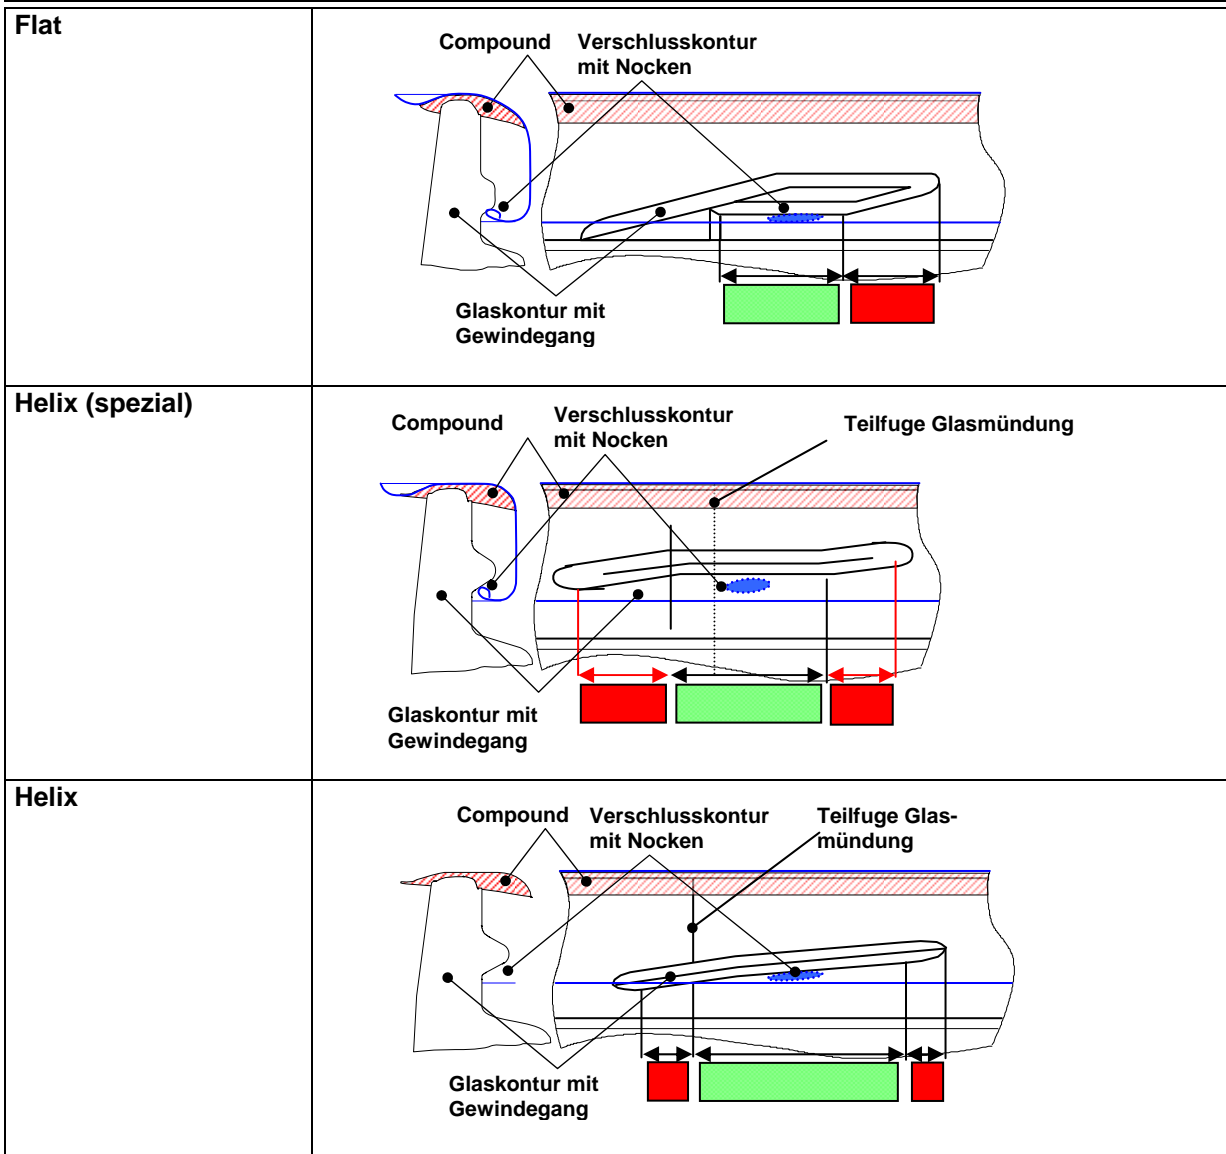 Flat
Compound
Verschlusskontur
mit Nocken
Glaskontur mit
Gewindegang
Helix (spezial)
Compound
Verschlusskontur
mit Nocken
Teilfuge Glasmündung
Glaskontur mit
Gewindegang
Helix
Compound
Verschlusskontur
mit Nocken
Teilfuge Glas-
mündung
Glaskontur mit
Gewindegang